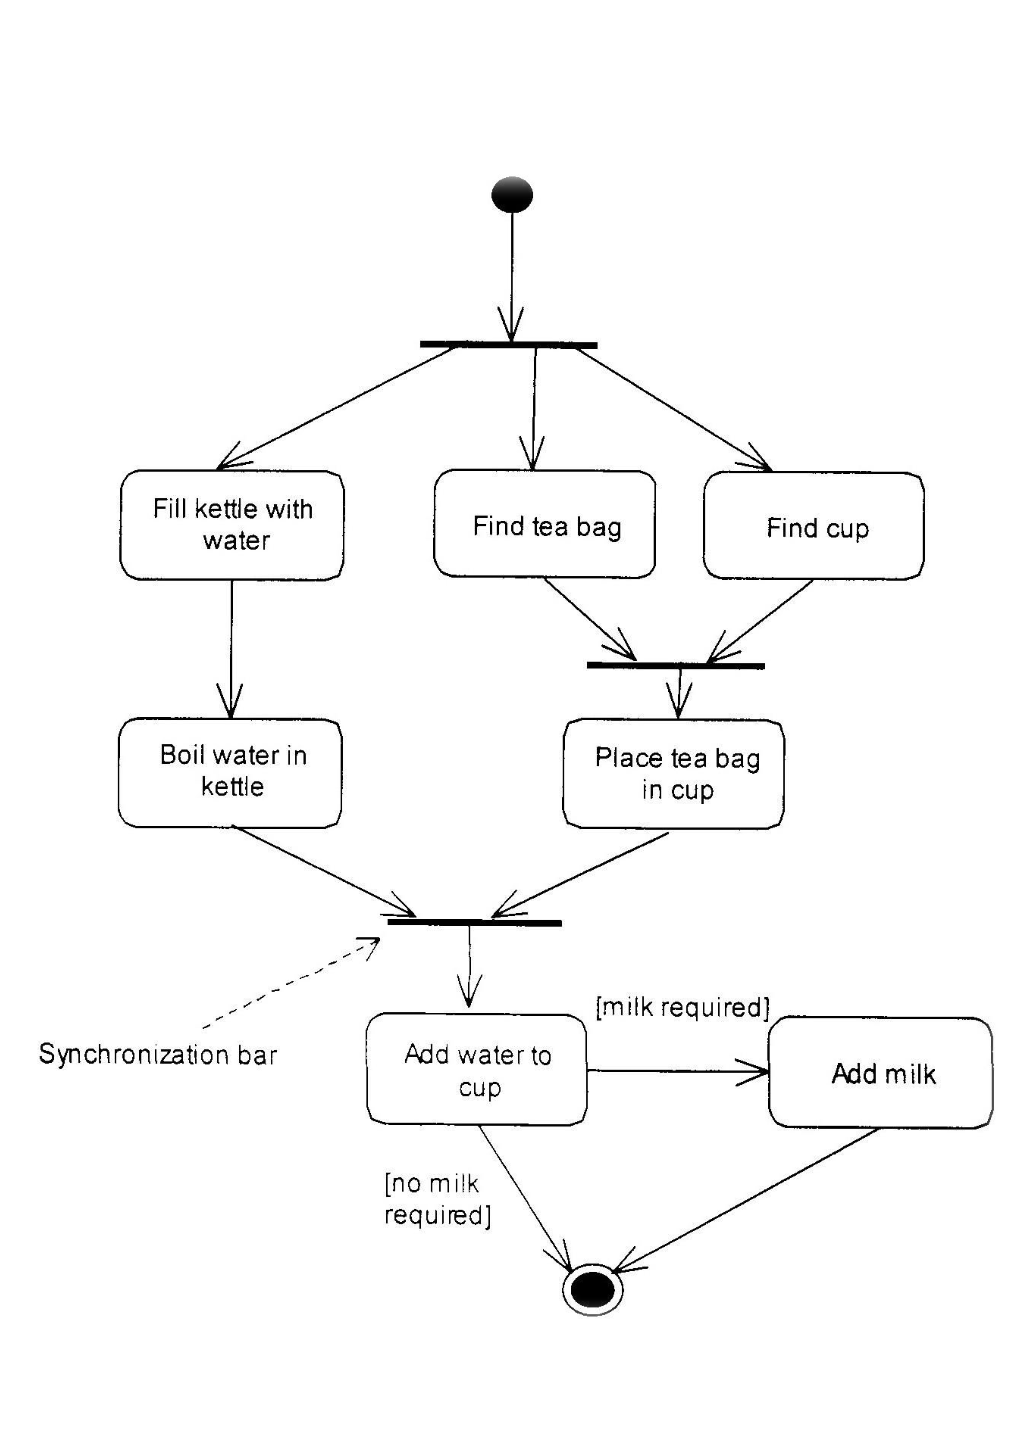 Fill kettle with
water
Find tea bag
Find cup
Boil water in
kettle
Place tea bag
in cup
Synchronization bar
Add water to
cup
[milk required]
Add milk
[no milk
required]